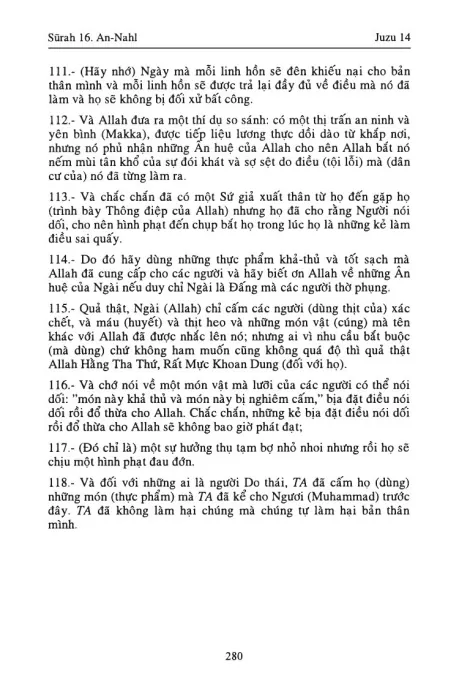 Sūrah 16. An-Nahl Juzu 14
111.- (Hãy nhớ) Ngày mà mỗi linh hồn sẽ đến khiếu nại cho bản
thân mình và mỗi linh hồn sẽ được trả lại đầy đủ về điều mà nó đã
làm và họ sẽ không bị đối xử bất công.
112.- Và Allah đưa ra một thí dụ so sánh: có một thị trấn an ninh và
yên bình (Makka), được tiếp liệu lương thực dồi dào từ khắp nơi,
nhưng nó phủ nhận những Ân huệ của Allah cho nên Allah bắt nó
nếm mùi tân khổ của sự đói khát và sợ sệt do điều (tội lỗi) mà (dân
cư của) nó đã từng làm ra.
113.- Và chắc chắn đã có một Sứ giả xuất thân từ họ đến gặp họ
(trình bày Thông điệp của Allah) nhưng họ đã cho rằng Người nói
dối, cho nên hình phạt đến chụp bắt họ trong lúc họ là những kẻ làm
điều sai quấy.
114.- Do đó hãy dùng những thực phẩm khả-thủ và tốt sạch mà
Allah đã cung cấp cho các người và hãy biết ơn Allah về những Ân
huệ của Ngài nếu duy chỉ Ngài là Đấng mà các người thờ phụng.
115.- Quả thật, Ngài (Allah) chỉ cấm các người (dùng thịt của) xác
chết, và máu (huyết) và thịt heo và những món vật (cúng) mà tên
khác với Allah đã được nhắc lên nó; nhưng ai vì nhu cầu bắt buộc
(mà dùng) chứ không ham muốn cũng không quá độ thì quả thật
Allah Hằng Tha Thứ, Rất Mực Khoan Dung (đối với họ).
116.- Và chớ nói về một món vật mà lưỡi của các người có thể nói
dối: "món này khả thủ và món này bị nghiêm cấm," bịa đặt điều nói
dối rồi đổ thừa cho Allah. Chắc chắn, những kẻ bịa đặt điều nói dối
rồi đổ thừa cho Allah sẽ không bao giờ phát đạt;
117.- (Đó chỉ là) một sự hưởng thụ tạm bợ nhỏ nhoi nhưng rồi họ sẽ
chịu một hình phạt đau đớn.
118.- Và đối với những ai là người Do thái, TA đã cấm họ (dùng)
những món (thực phẩm) mà TA đã kể cho Ngươi (Muhammad) trước
đây. TA đã không làm hại chúng mà chúng tự làm hại bản thân
mình.
280